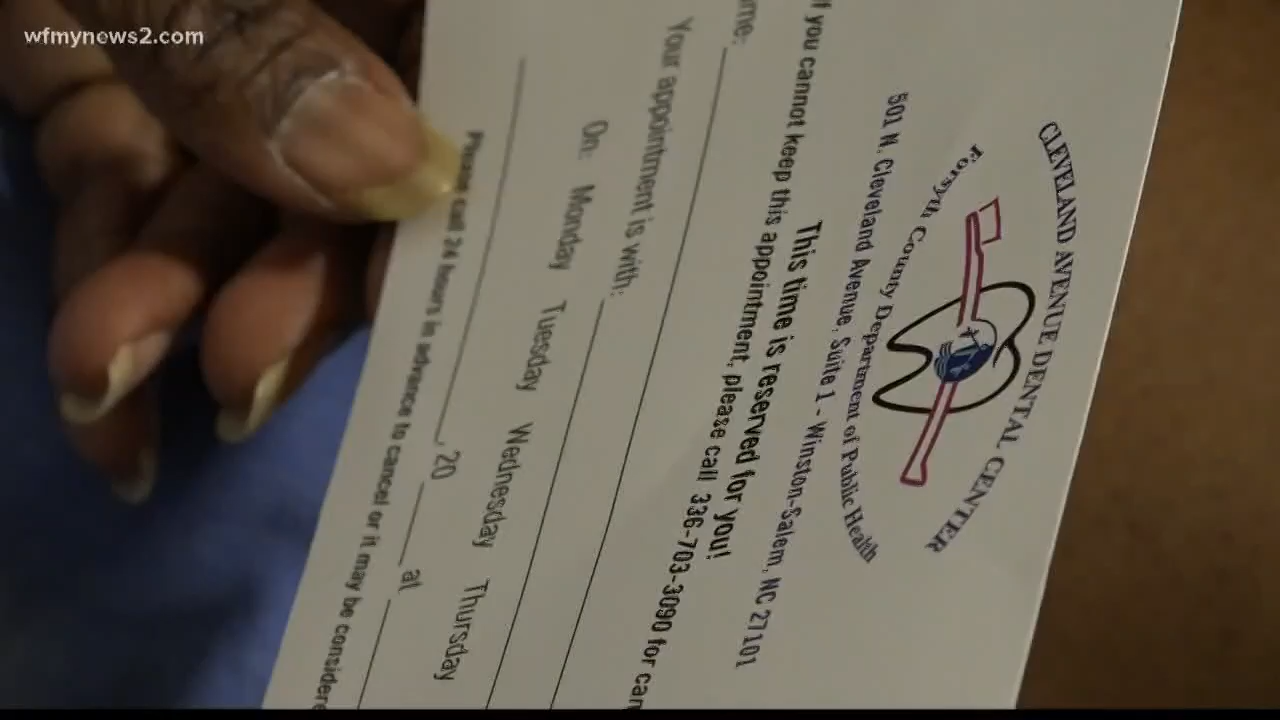 wfmynews2.com
CLEVELAND AVENUE DENTAL CENTER
Forsyth County Department of Public Health
501 N. Cleveland Avenue, Suite 1 - Winston-Salem, NC 27101
This time is reserved for you!
If you cannot keep this appointment, please call 336-703-3090 for can
ame:
Your appointment is with:
On: Monday Tuesday Wednesday Thursday
, 20 at
Please call 24 hours in advance to cancel or it may be considere